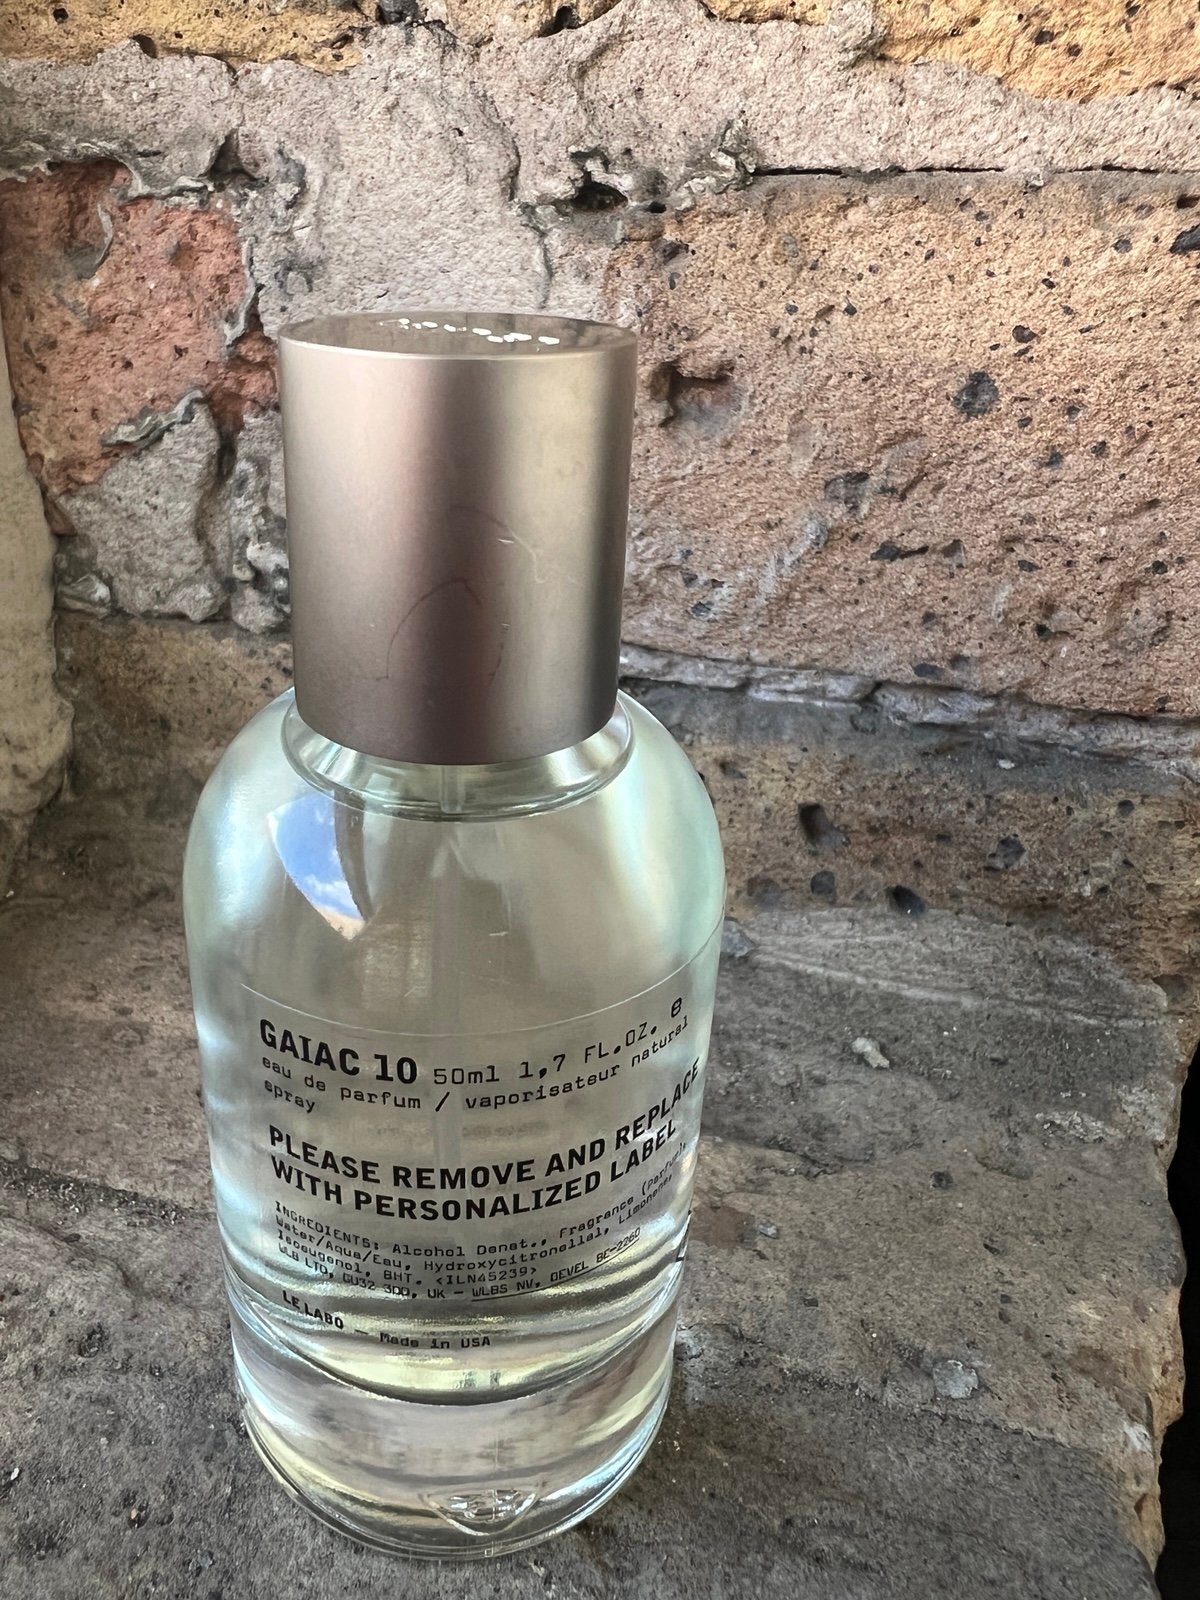 GAIAC 10 50ml 1,7 FL.OZ. e
eau de parfum / vaporisateur natural
spray
PLEASE REMOVE AND REPLACE
WITH PERSONALIZED LABEL
INGREDIENTS: Alcohol Denat., Fragrance (Parfum),
Water/Aqua/Eau, Hydroxycitronellal, Limonene,
Isoeugenol, BHT. <ILN45239>
WLB LTD, GU32 3DD, UK – WLBS NV, OEVEL BE-2260
LE LABO – Made in USA